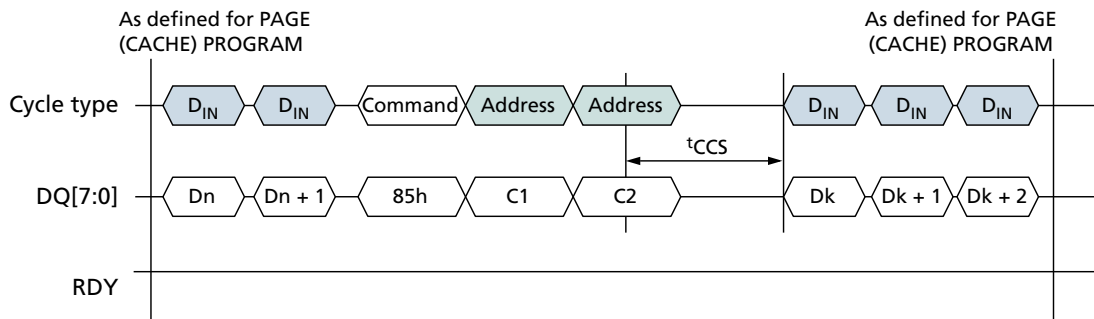 As defined for PAGE
(CACHE) PROGRAM
As defined for PAGE
(CACHE) PROGRAM
Cycle type
DIN
DIN
Command
Address
Address
DIN
DIN
DIN
tCCS
DQ[7:0]
Dn
Dn + 1
85h
C1
C2
Dk
Dk + 1
Dk + 2
RDY